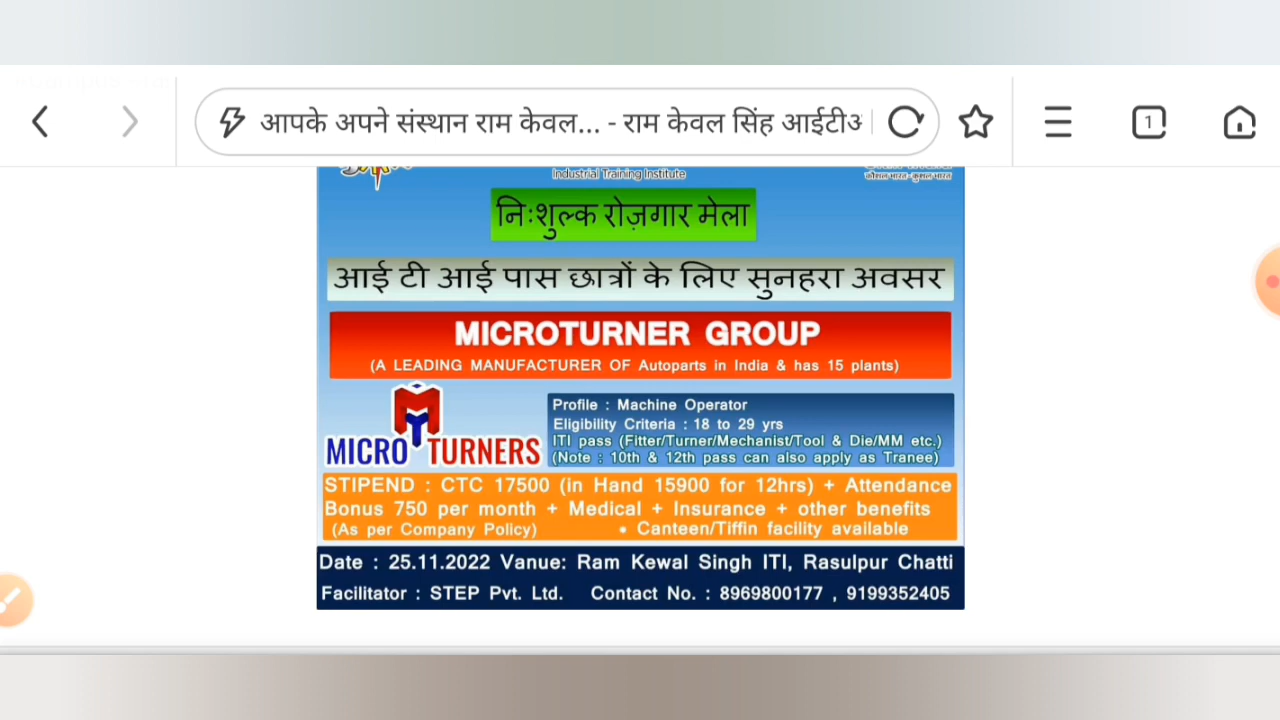 आपके अपने संस्थान राम केवल... - राम केवल सिंह आईटीअ
1
Industrial Training Institute
कौशल भारत-कुशल भारत
निःशुल्क रोज़गार मेला
आई टी आई पास छात्रों के लिए सुनहरा अवसर
MICROTURNER GROUP
(A LEADING MANUFACTURER OF Autoparts in India & has 15 plants)
MICRO TURNERS
Profile : Machine Operator
Eligibility Criteria : 18 to 29 yrs
ITI pass (Fitter/Turner/Mechanist/Tool & Die/MM etc.)
(Note : 10th & 12th pass can also apply as Tranee)
STIPEND : CTC 17500 (in Hand 15900 for 12hrs) + Attendance
Bonus 750 per month + Medical + Insurance + other benefits
(As per Company Policy) • Canteen/Tiffin facility available
Date : 25.11.2022 Vanue: Ram Kewal Singh ITI, Rasulpur Chatti
Facilitator : STEP Pvt. Ltd. Contact No. : 8969800177 , 9199352405